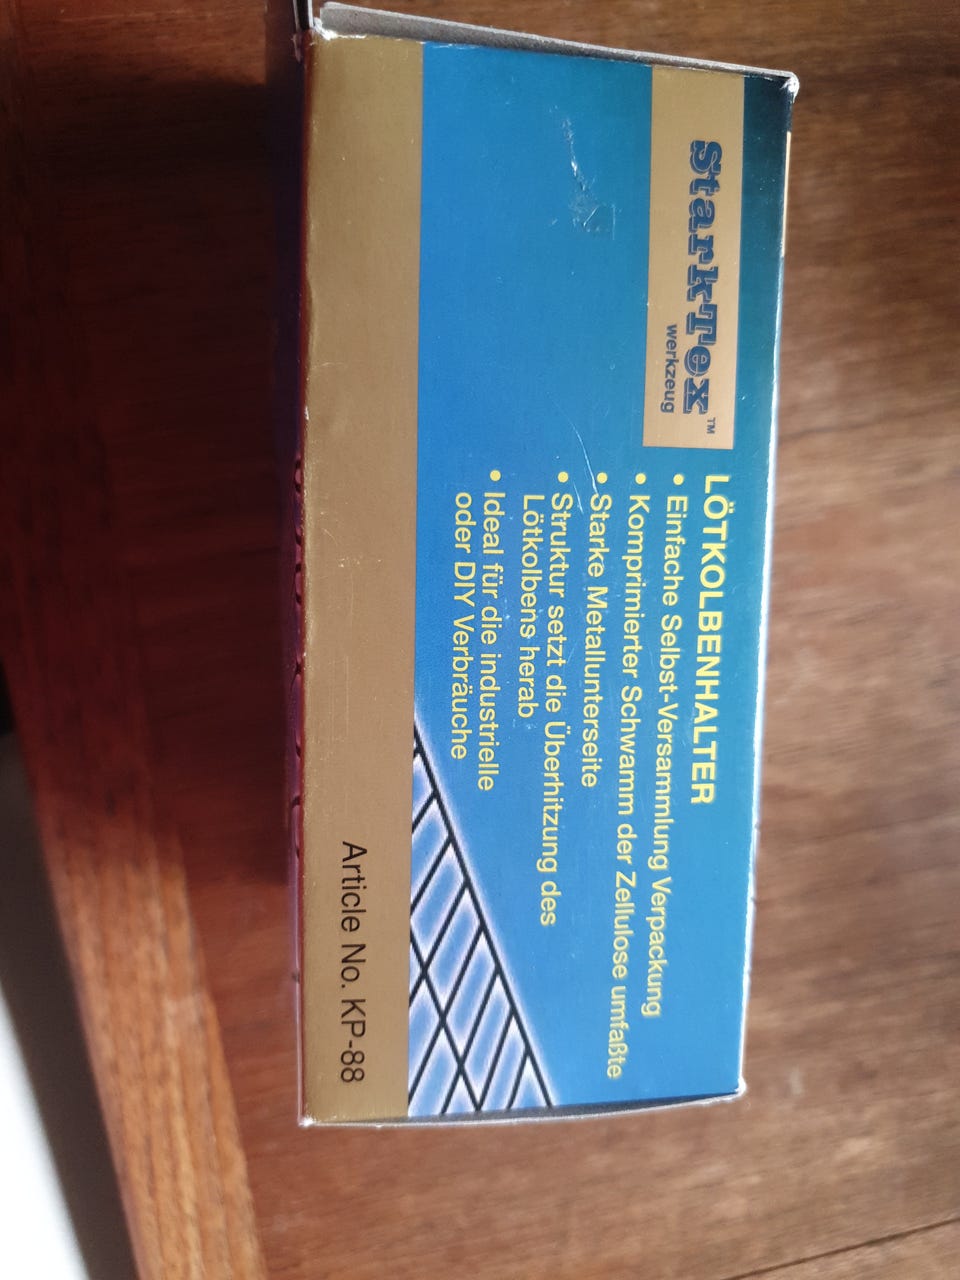 StarkTex™
werkzeug
LÖTKOLBENHALTER
• Einfache Selbst-Versammlung Verpackung
• Komprimierter Schwamm der Zellulose umfaßte
• Starke Metallunterseite
• Struktur setzt die Überhitzung des
Lötkolbens herab
• Ideal für die industrielle
oder DIY Verbräuche
Article No. KP-88